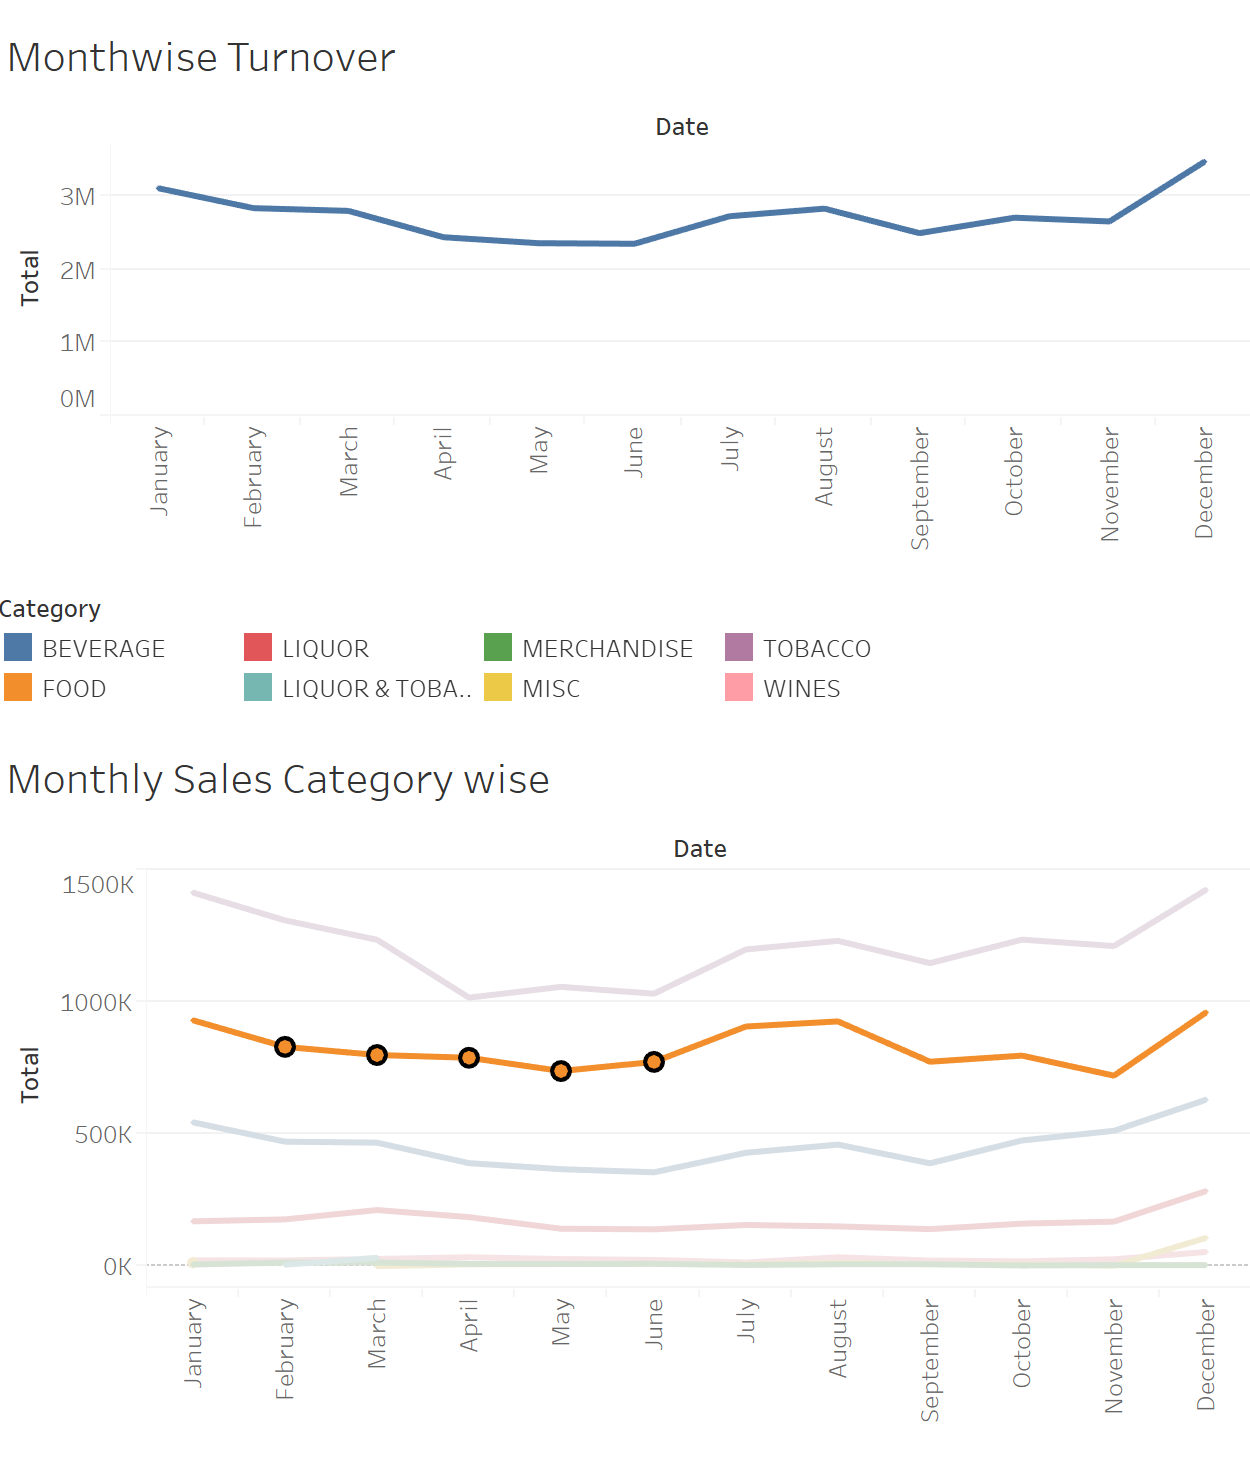 Monthwise Turnover
Date
Total
3M
2M
1M
0M
January February March April May June July August September October November December
Category
BEVERAGE LIQUOR MERCHANDISE TOBACCO
FOOD LIQUOR & TOBA.. MISC WINES
Monthly Sales Category wise
Date
Total
1500K
1000K
500K
0K
January February March April May June July August September October November December